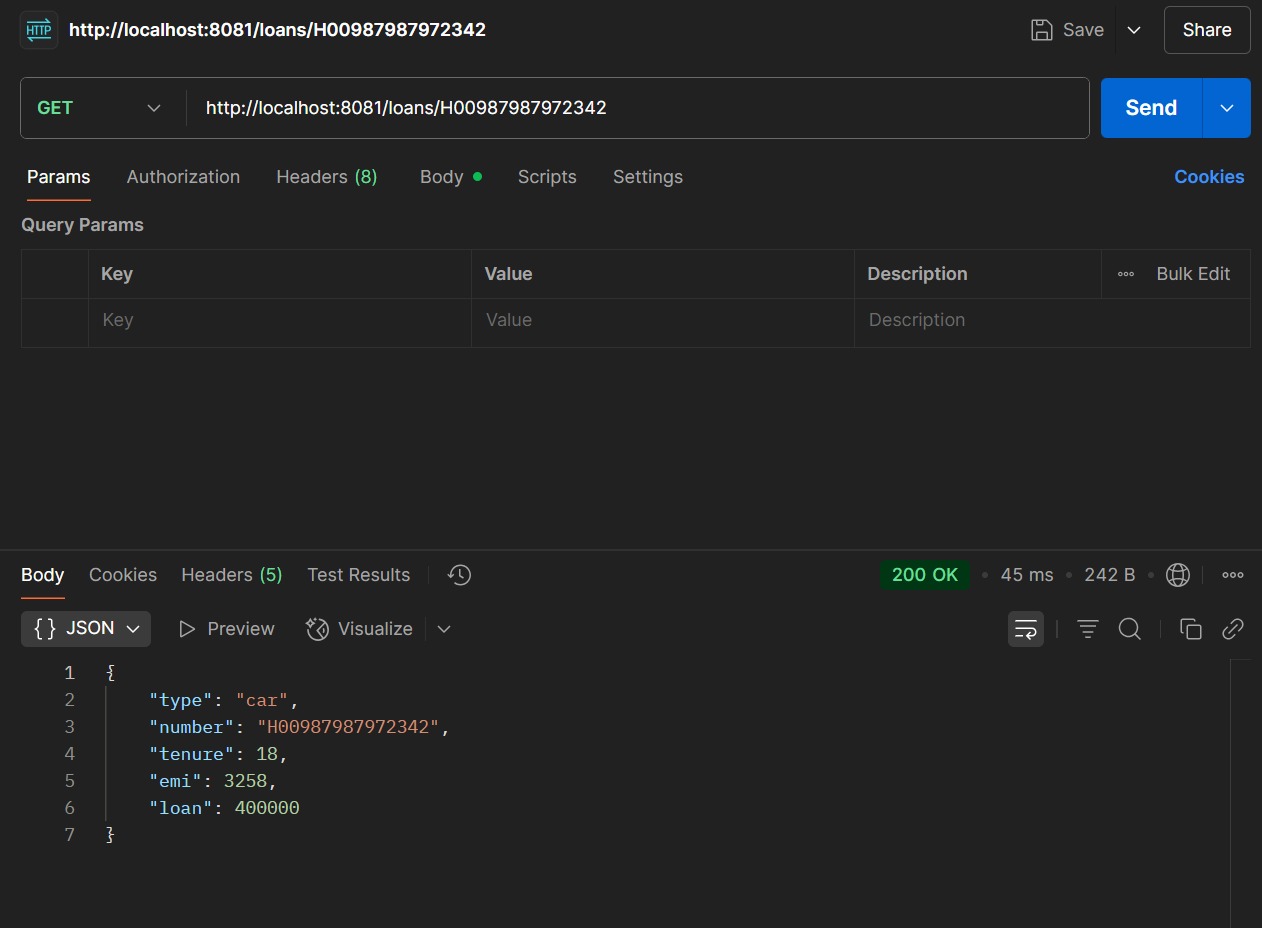 HTTP http://localhost:8081/loans/H00987987972342 Save Share
GET http://localhost:8081/loans/H00987987972342 Send
Params Authorization Headers (8) Body Scripts Settings Cookies
Query Params
Key Value Description Bulk Edit
Key Value Description
Body Cookies Headers (5) Test Results 200 OK 45 ms 242 B
{} JSON Preview Visualize
1 {
2 "type": "car",
3 "number": "H00987987972342",
4 "tenure": 18,
5 "emi": 3258,
6 "loan": 400000
7 }